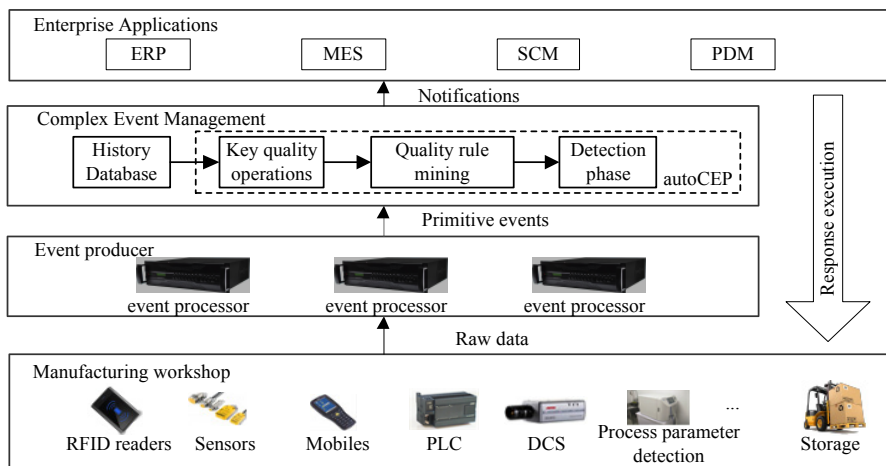 Enterprise Applications
ERP
MES
SCM
PDM
Notifications
Complex Event Management
History
Database
Key quality
operations
Quality rule
mining
Detection
phase
autoCEP
Primitive events
Event producer
event processor
event processor
event processor
Raw data
Response execution
Manufacturing workshop
RFID readers
Sensors
Mobiles
PLC
DCS
Process parameter
detection
...
Storage